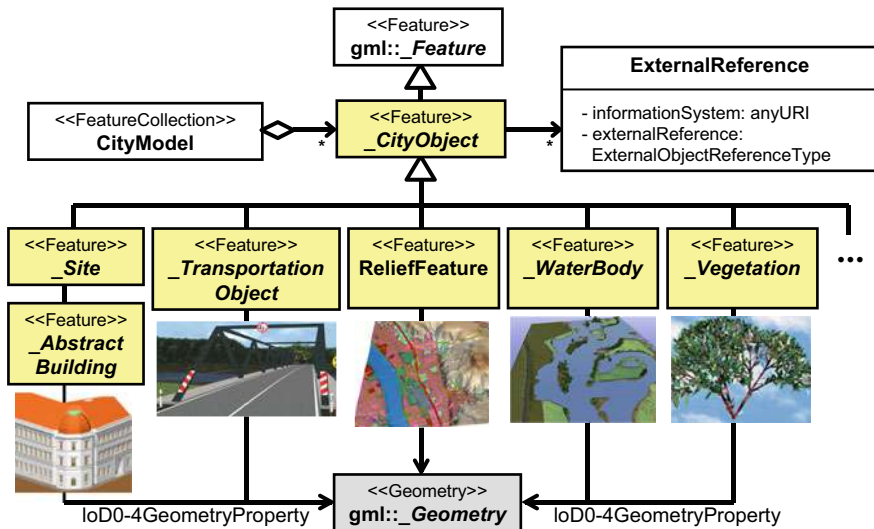 <<Feature>>
gml::_Feature
<<FeatureCollection>>
CityModel
*
<<Feature>>
_CityObject
*
ExternalReference
- informationSystem: anyURI
- externalReference:
ExternalObjectReferenceType
<<Feature>>
_Site
<<Feature>>
_Transportation
Object
<<Feature>>
ReliefFeature
<<Feature>>
_WaterBody
<<Feature>>
_Vegetation
...
<<Feature>>
_Abstract
Building
loD0-4GeometryProperty
<<Geometry>>
gml::_Geometry
loD0-4GeometryProperty